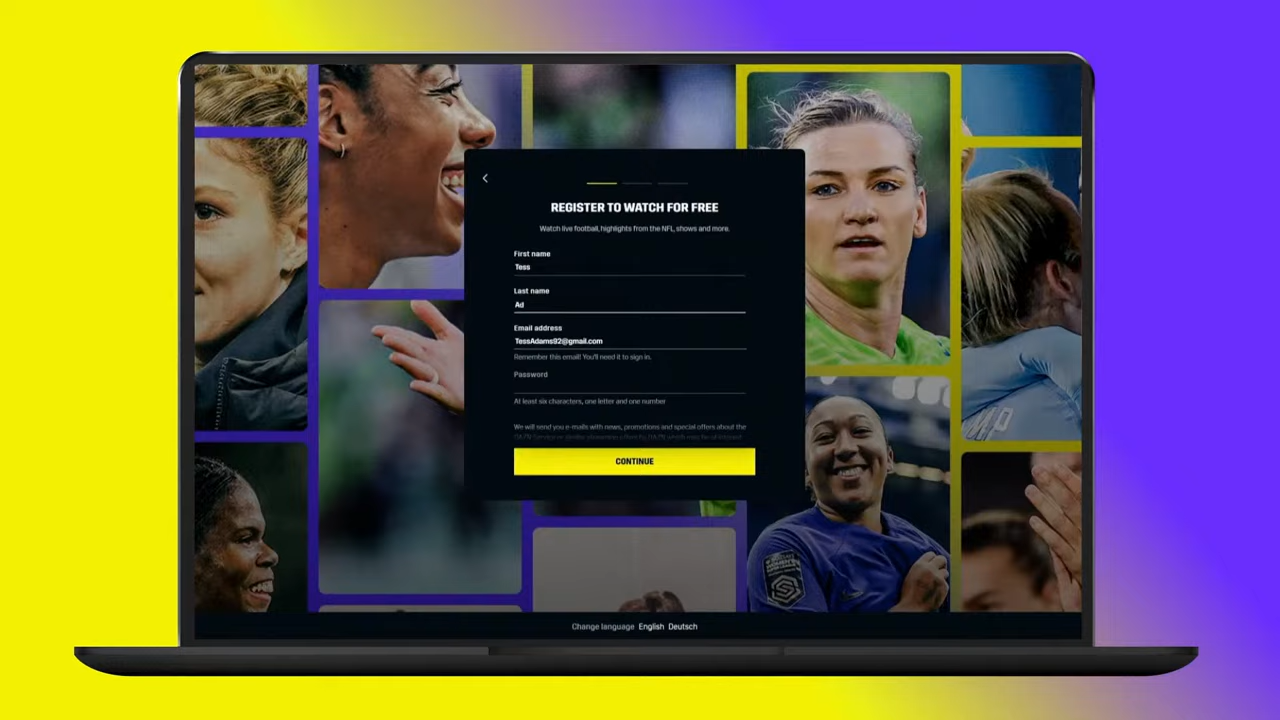 REGISTER TO WATCH FOR FREE
Watch live football, highlights from the NFL, shows and more.
First name
Tess
Last name
Ad
Email address
TessAdams92@gmail.com
Remember this email! You'll need it to sign in.
Password
At least six characters, one letter and one number
We will send you e-mails with news, promotions and special offers about the
CONTINUE
Change language English Deutsch